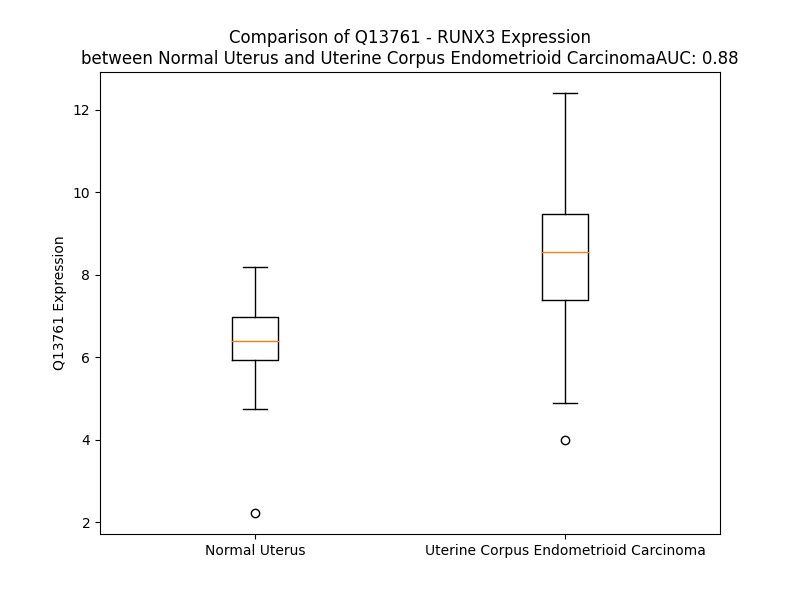 Comparison of Q13761 - RUNX3 Expression
between Normal Uterus and Uterine Corpus Endometrioid CarcinomaAUC: 0.88
Q13761 Expression
12
10
8
6
4
2
Normal Uterus
Uterine Corpus Endometrioid Carcinoma